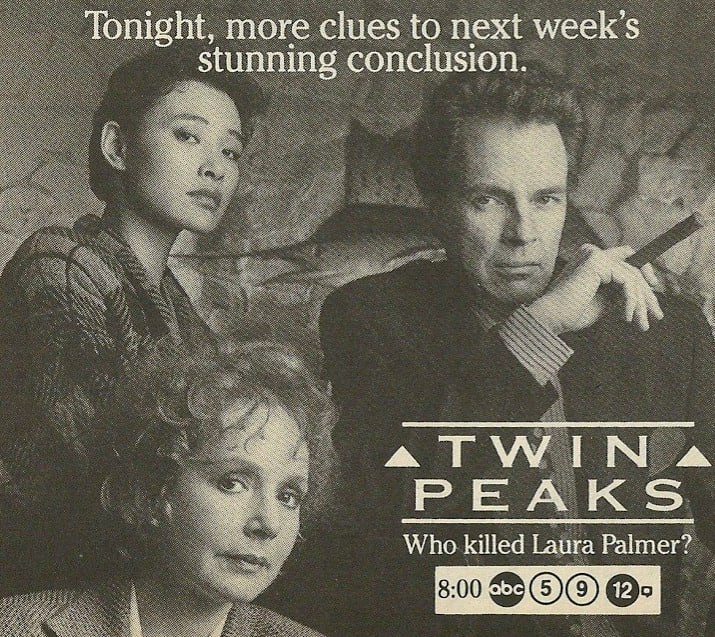 Tonight, more clues to next week's
stunning conclusion.
TWIN
PEAKS
Who killed Laura Palmer?
8:00 abc 5 9 12